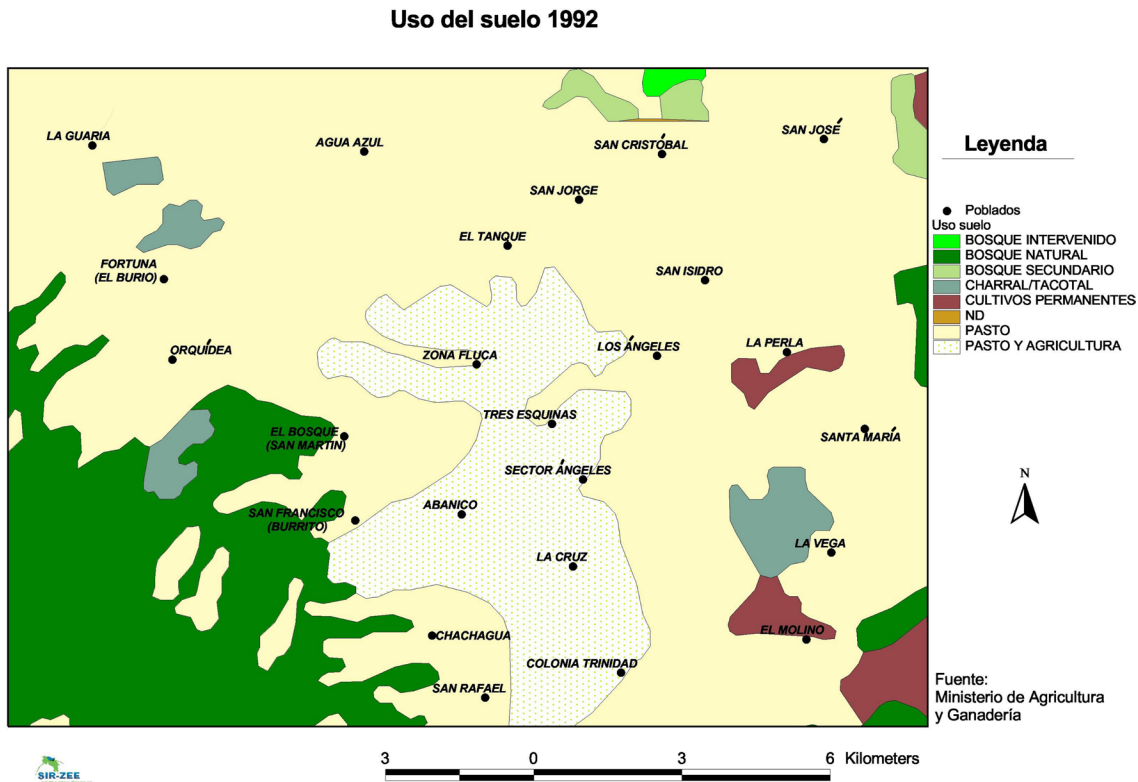 Uso del suelo 1992
LA GUARIA
AGUA AZUL
SAN CRISTÓBAL
SAN JOSÉ
SAN JORGE
EL TANQUE
FORTUNA
(EL BURIO)
SAN ISIDRO
ORQUÍDEA
ZONA FLUCA
LOS ÁNGELES
LA PERLA
TRES ESQUINAS
EL BOSQUE
(SAN MARTIN)
SANTA MARÍA
SECTOR ÁNGELES
SAN FRANCISCO
(BURRITO)
ABANICO
LA CRUZ
LA VEGA
CHACHAGUA
EL MOLINO
COLONIA TRINIDAD
SAN RAFAEL
Leyenda
Poblados
Uso suelo
BOSQUE INTERVENIDO
BOSQUE NATURAL
BOSQUE SECUNDARIO
CHARRAL/TACOTAL
CULTIVOS PERMANENTES
ND
PASTO
PASTO Y AGRICULTURA
N
Fuente:
Ministerio de Agricultura
y Ganadería
SIR-ZEE
3 0 3 6 Kilometers